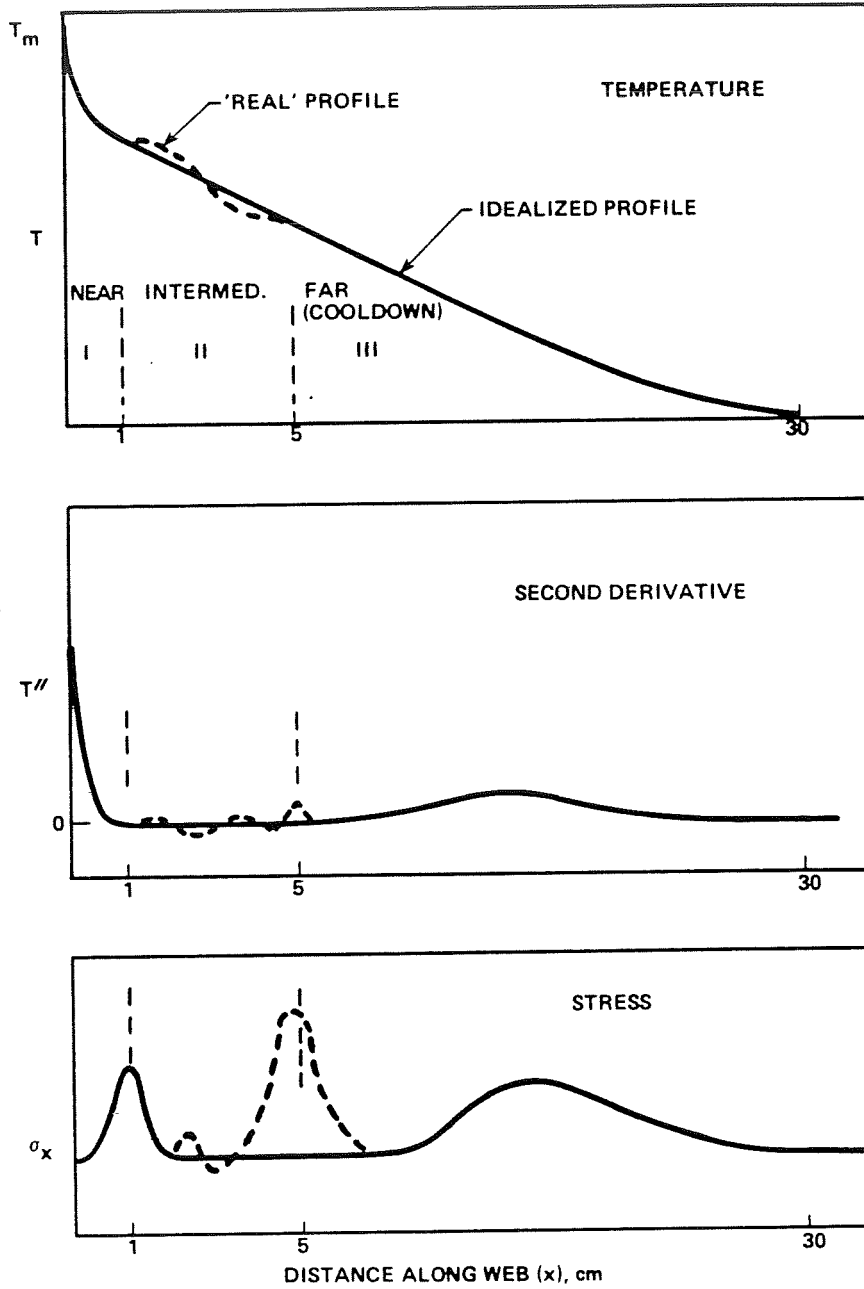 Tm
'REAL' PROFILE
TEMPERATURE
IDEALIZED PROFILE
T
NEAR INTERMED. FAR
(COOLDOWN)
I II III
1 5 30
SECOND DERIVATIVE
T″
0
1 5 30
STRESS
σx
1 5 30
DISTANCE ALONG WEB (x), cm